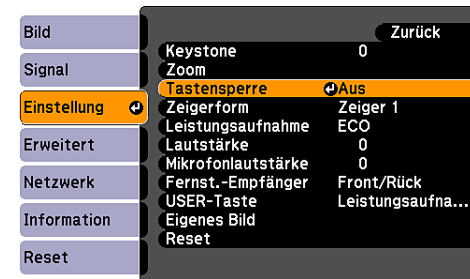 Bild
Signal
Einstellung
Erweitert
Netzwerk
Information
Reset
Zurück
Keystone 0
Zoom
Tastensperre Aus
Zeigerform Zeiger 1
Leistungsaufnahme ECO
Lautstärke 0
Mikrofonlautstärke 0
Fernst.-Empfänger Front/Rück
USER-Taste Leistungsaufna...
Eigenes Bild
Reset